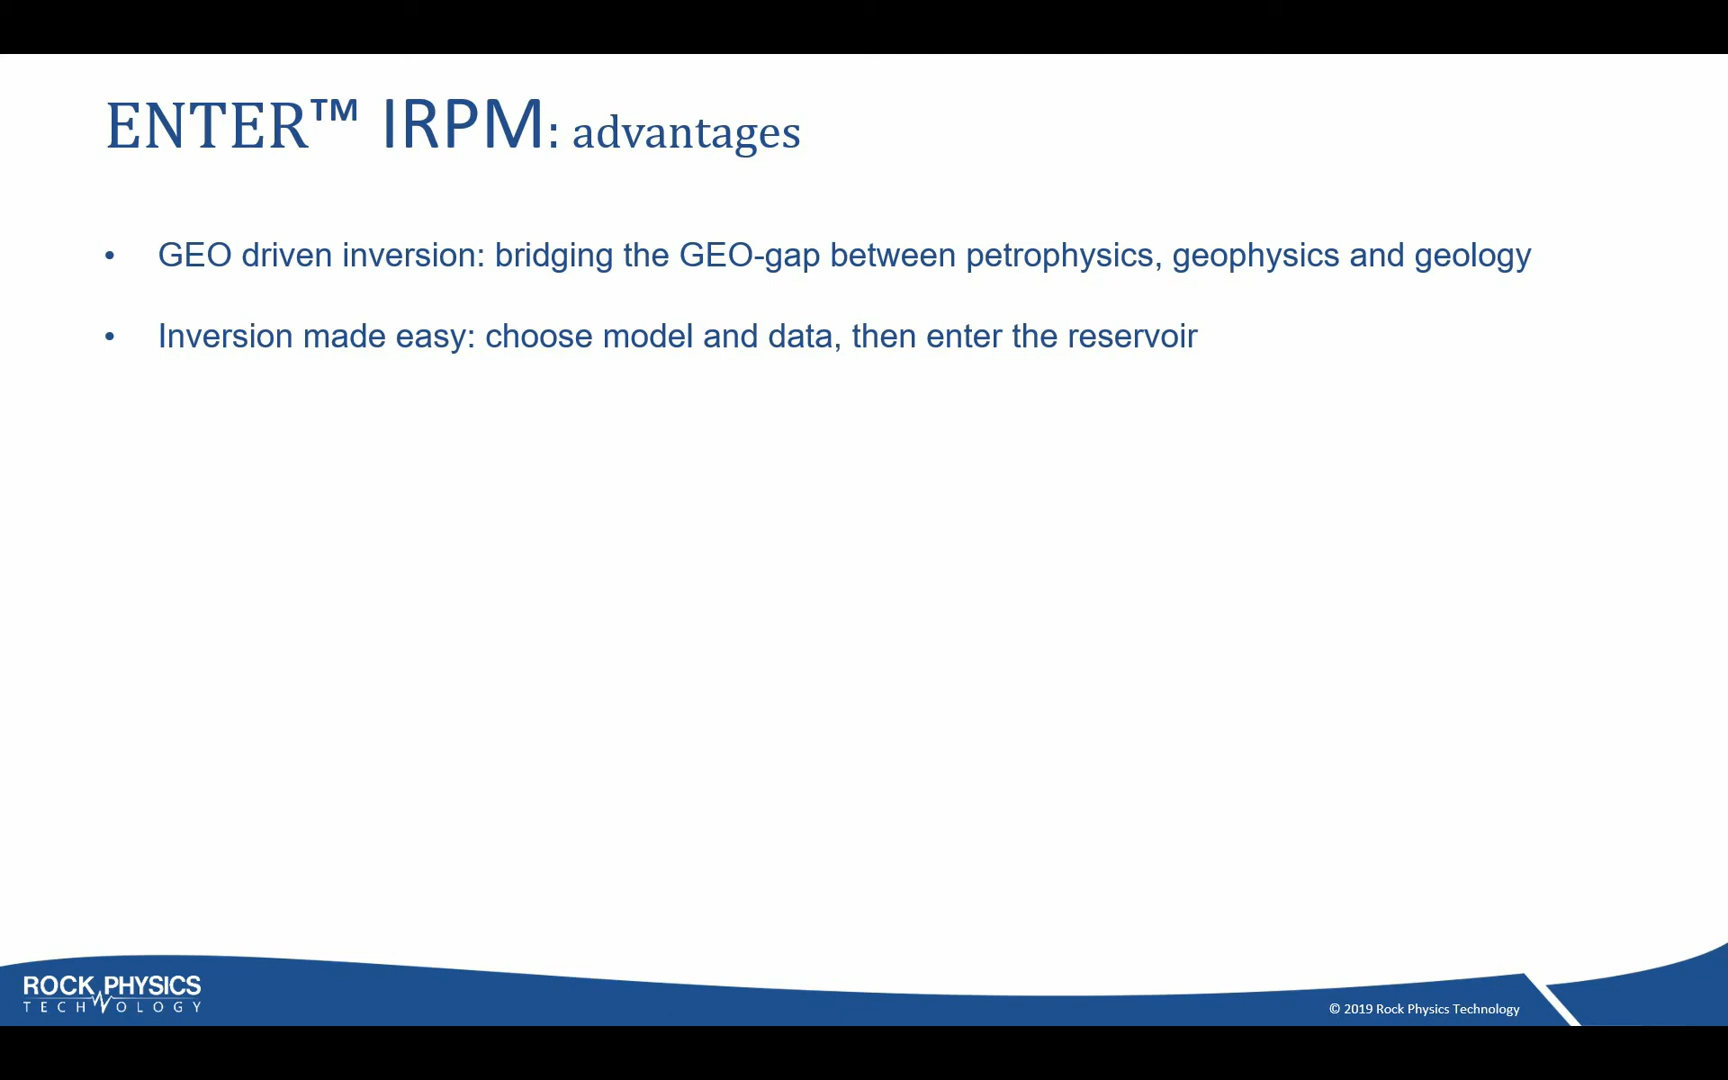 ENTER™ IRPM: advantages
• GEO driven inversion: bridging the GEO-gap between petrophysics, geophysics and geology
• Inversion made easy: choose model and data, then enter the reservoir
ROCK PHYSICS
TECHNOLOGY
© 2019 Rock Physics Technology